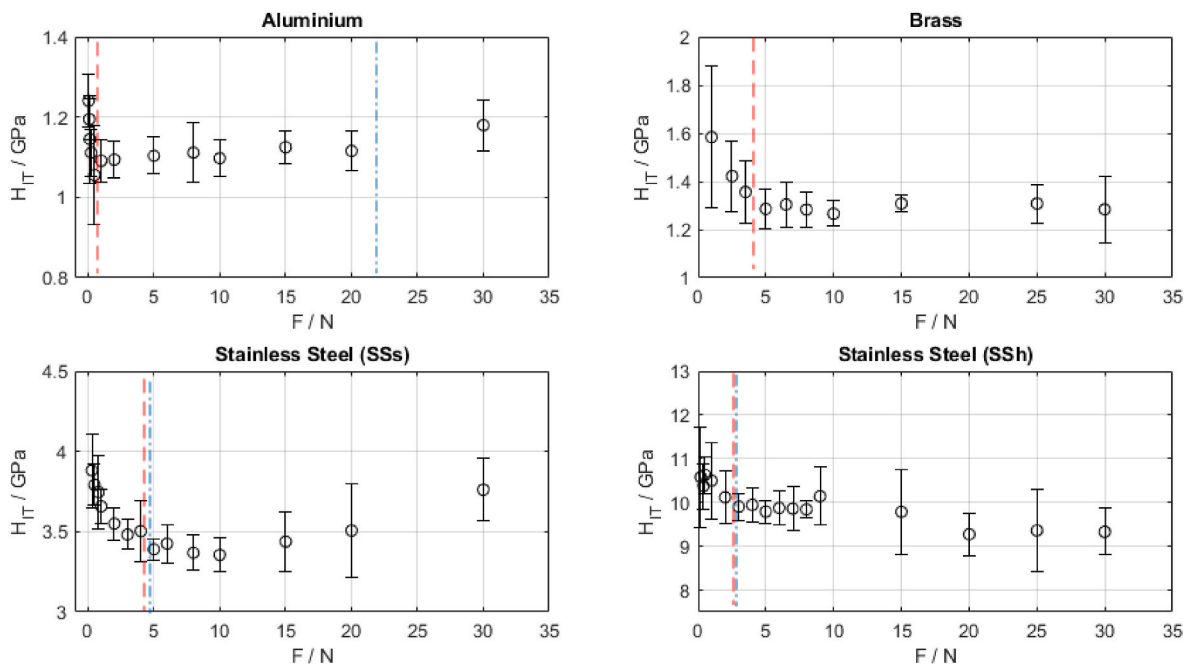 Aluminium
1.4
1.2
1
0.8
H_IT / GPa
0 5 10 15 20 25 30 35
F / N
Brass
2
1.8
1.6
1.4
1.2
1
H_IT / GPa
0 5 10 15 20 25 30 35
F / N
Stainless Steel (SSs)
4.5
4
3.5
3
H_IT / GPa
0 5 10 15 20 25 30 35
F / N
Stainless Steel (SSh)
13
12
11
10
9
8
H_IT / GPa
0 5 10 15 20 25 30 35
F / N